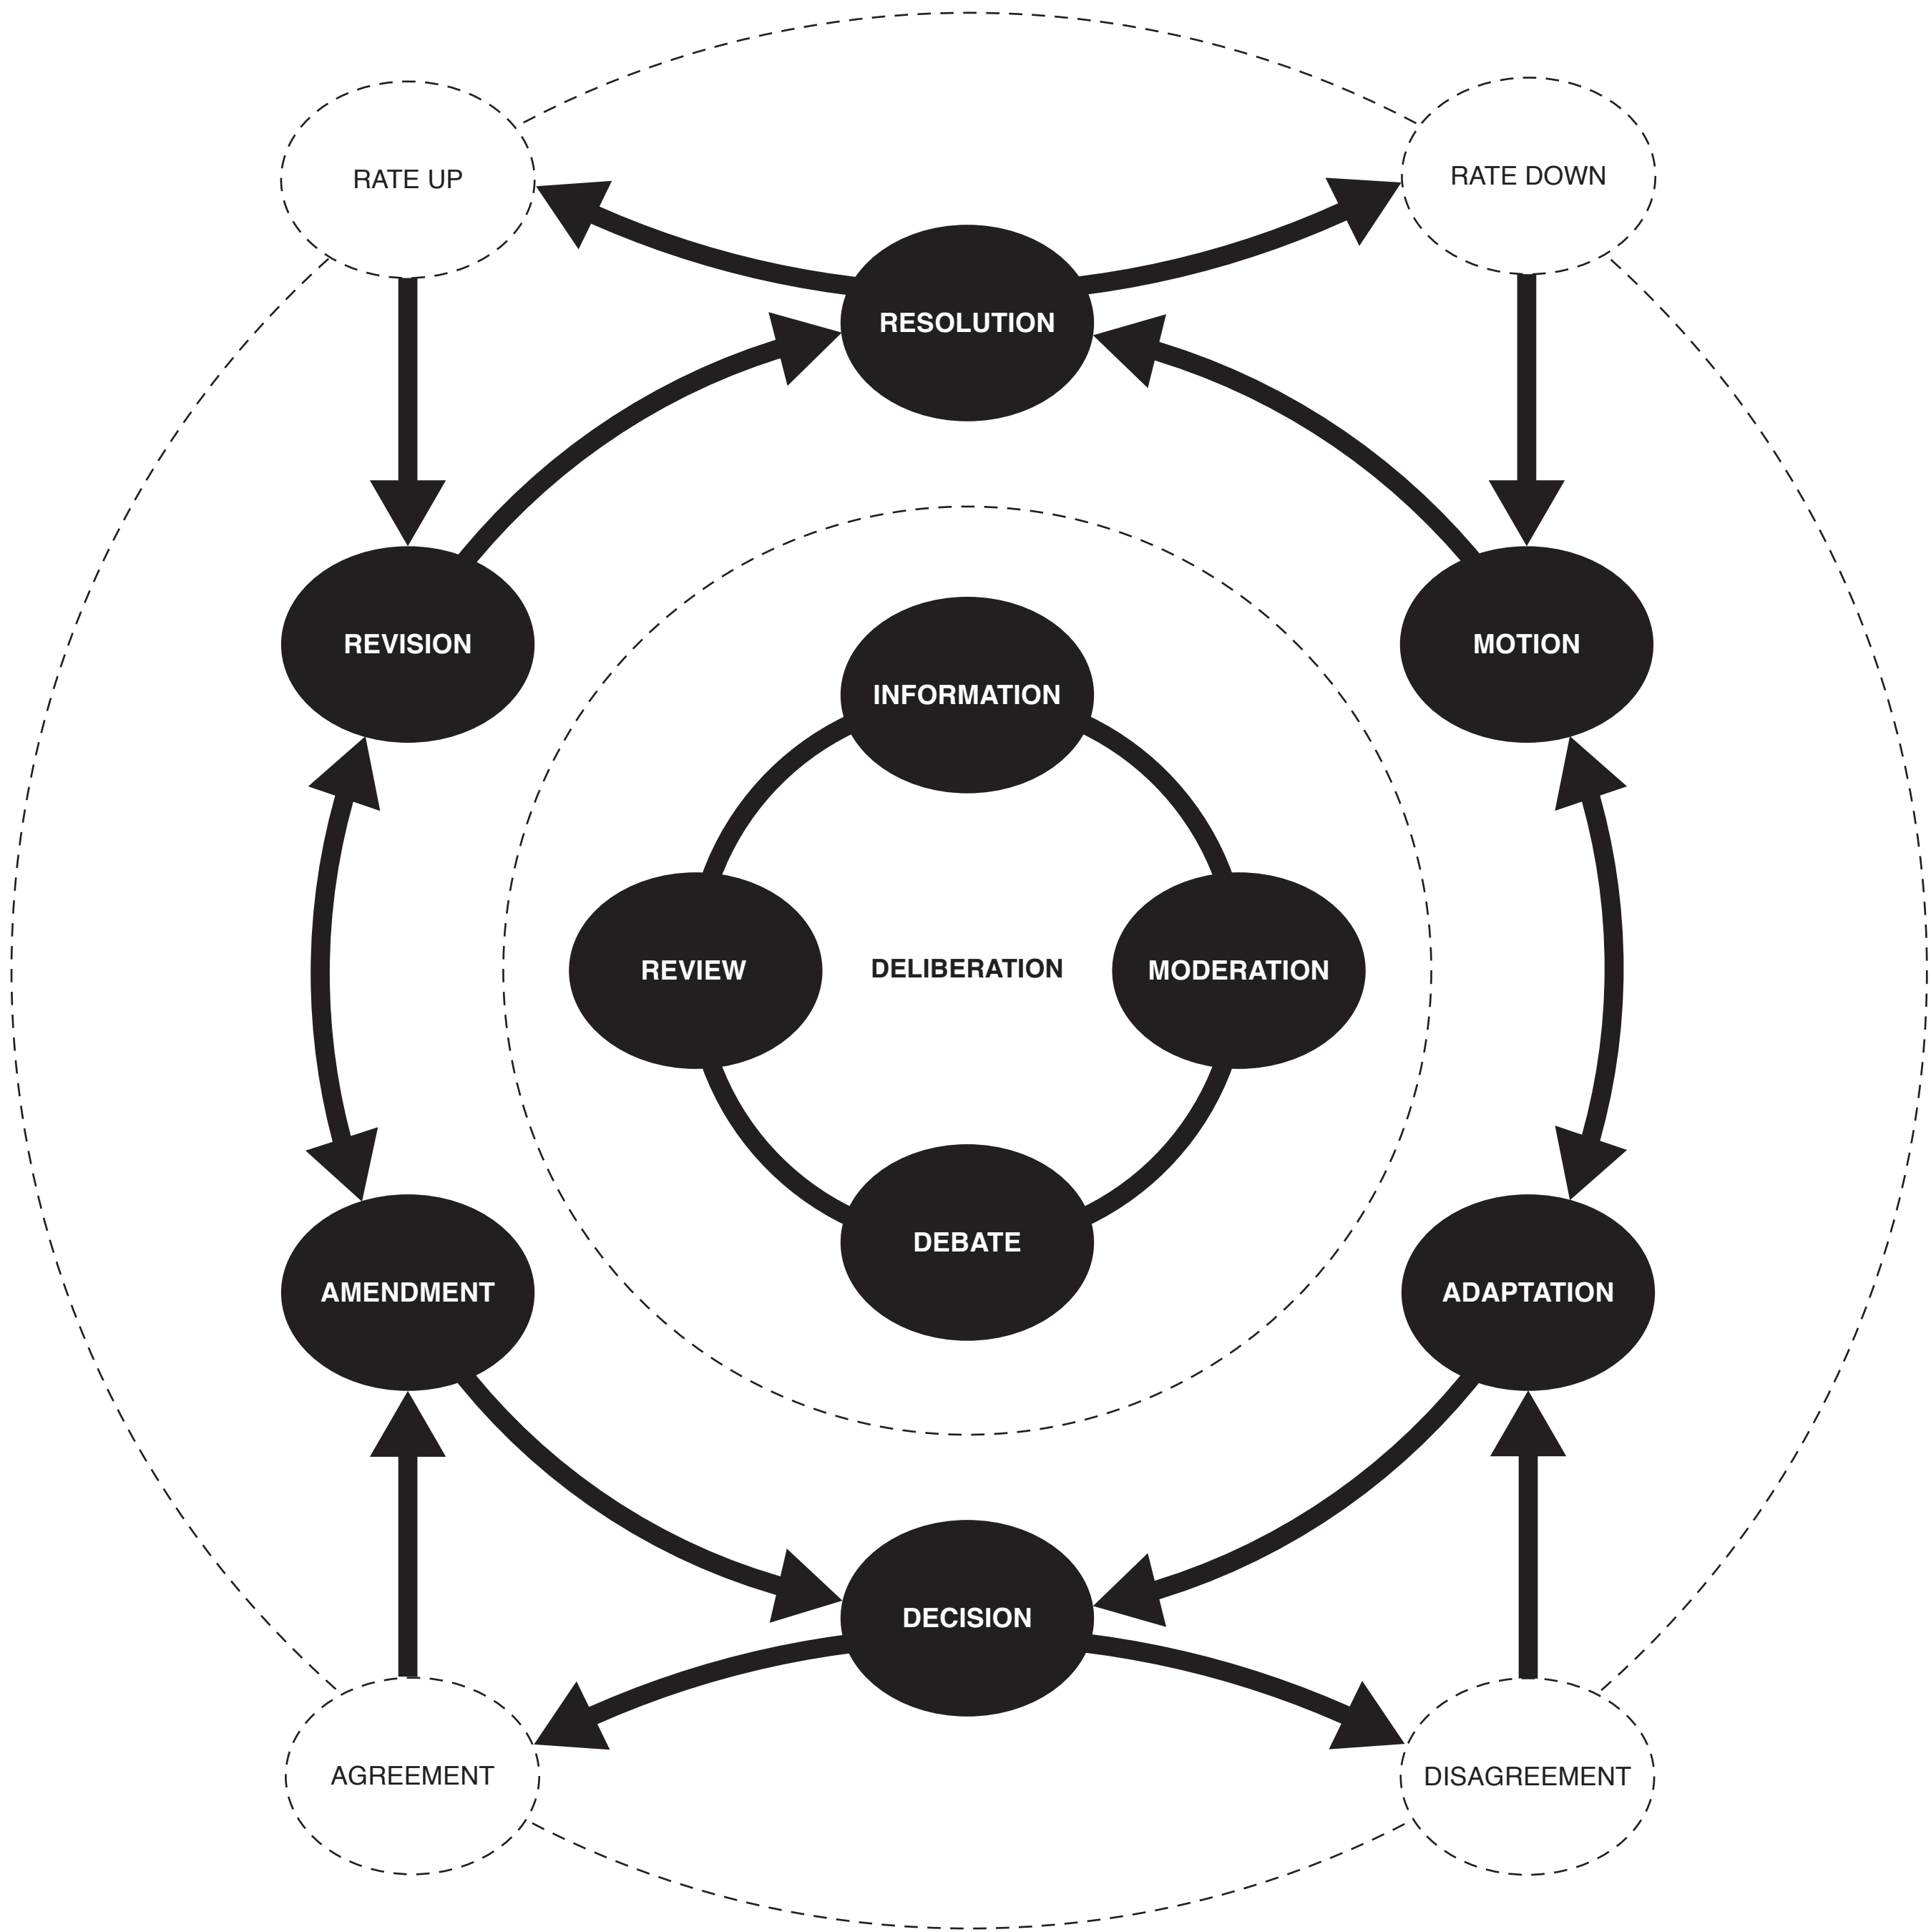 RATE UP
RATE DOWN
RESOLUTION
REVISION
MOTION
INFORMATION
REVIEW
DELIBERATION
MODERATION
DEBATE
AMENDMENT
ADAPTATION
DECISION
AGREEMENT
DISAGREEMENT